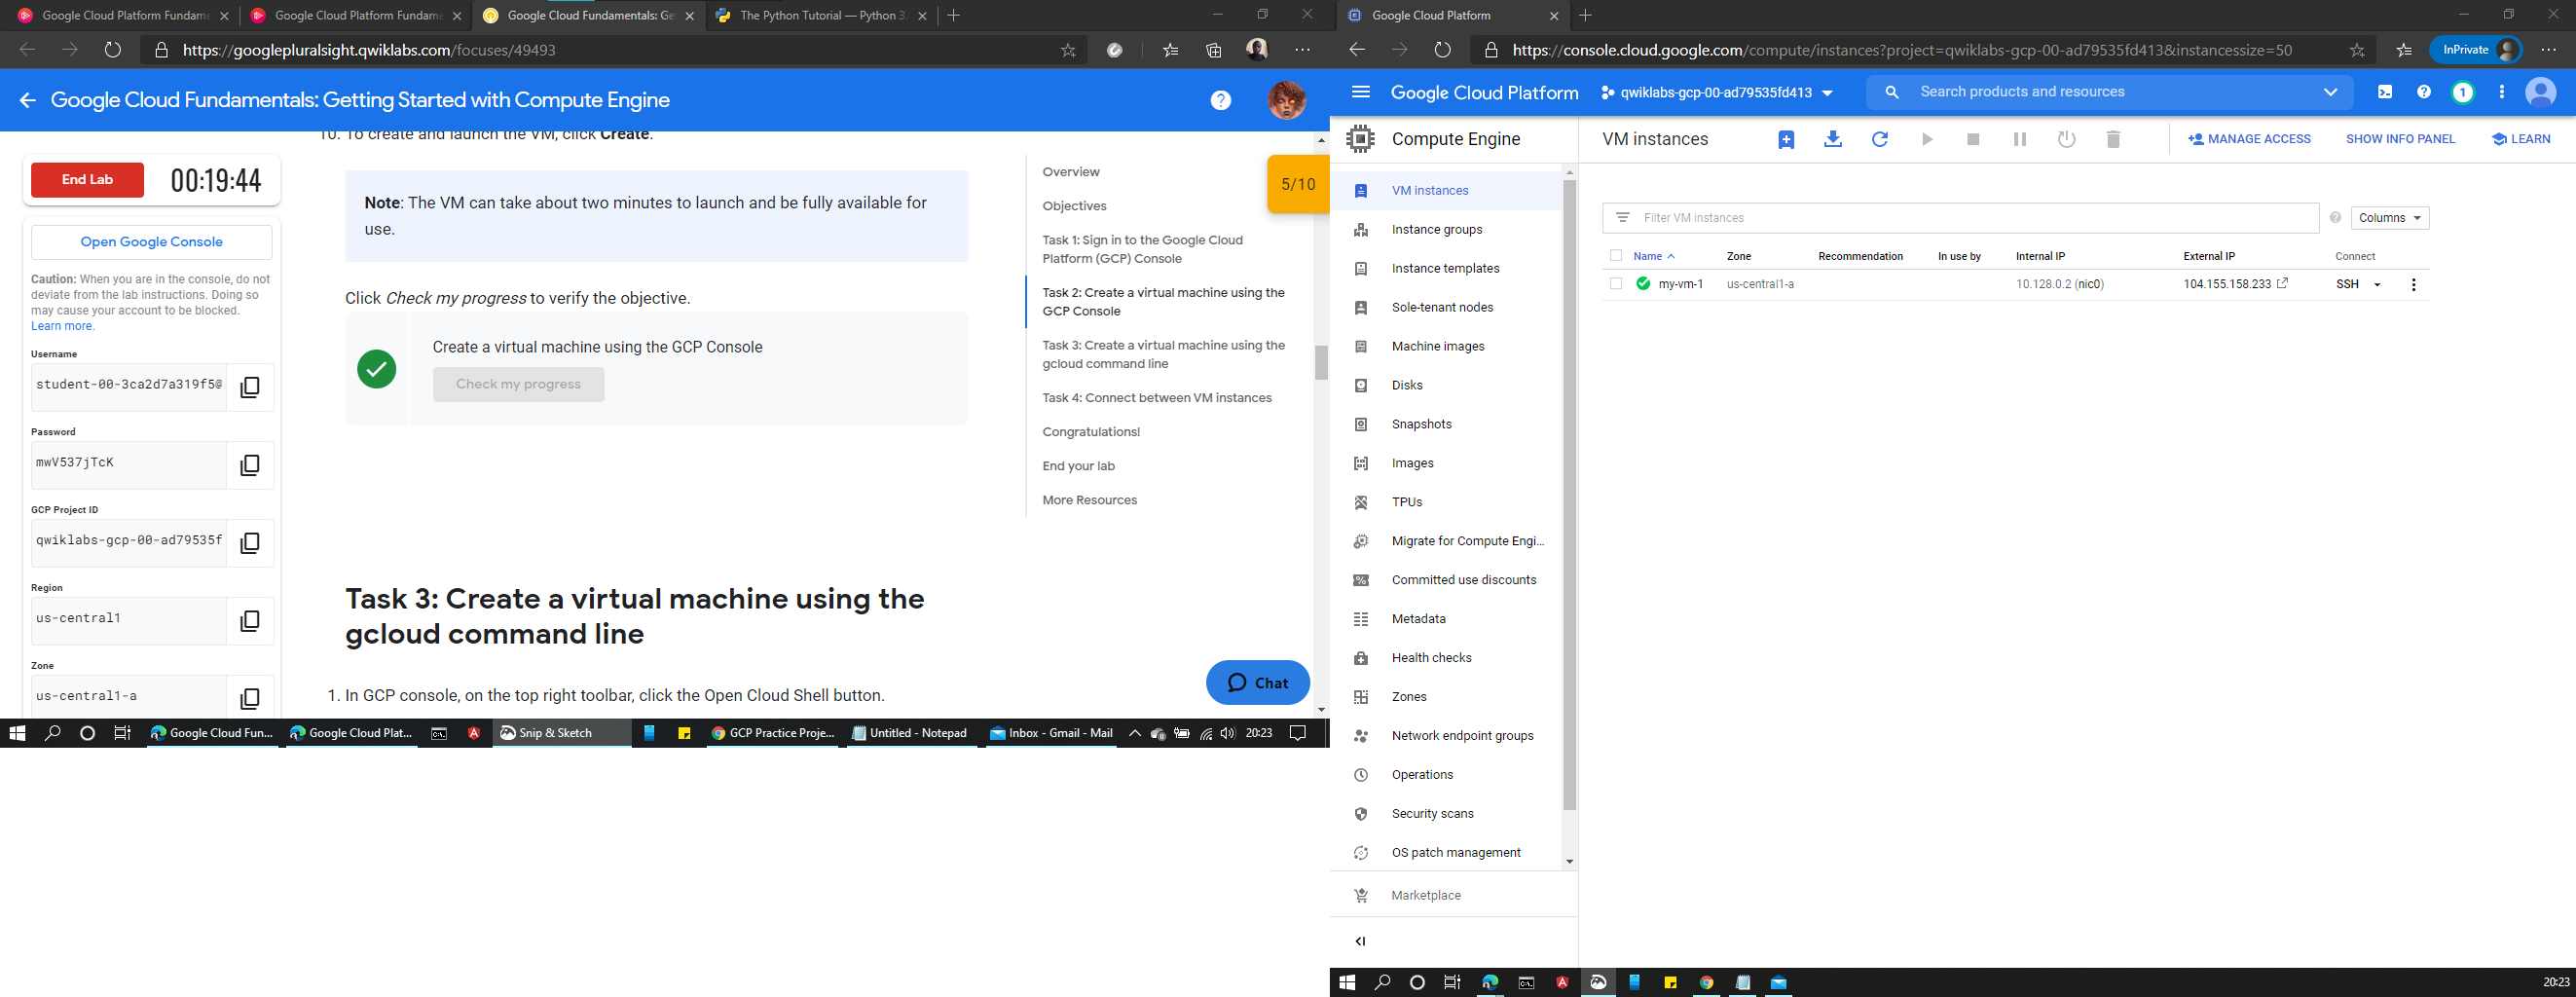 Google Cloud Platform Fundame
Google Cloud Platform Fundame
Google Cloud Fundamentals: Ge
The Python Tutorial — Python 3.
https://googlepluralsight.qwiklabs.com/focuses/49493
Google Cloud Fundamentals: Getting Started with Compute Engine
End Lab
00:19:44
Open Google Console
Caution: When you are in the console, do not
deviate from the lab instructions. Doing so
may cause your account to be blocked.
Learn more.
Username
student-00-3ca2d7a319f5@
Password
mwV537jTcK
GCP Project ID
qwiklabs-gcp-00-ad79535f
Region
us-central1
Zone
us-central1-a
10. To create and launch the VM, click Create.
Note: The VM can take about two minutes to launch and be fully available for
use.
Click Check my progress to verify the objective.
Create a virtual machine using the GCP Console
Check my progress
Task 3: Create a virtual machine using the
gcloud command line
1. In GCP console, on the top right toolbar, click the Open Cloud Shell button.
Overview
Objectives
Task 1: Sign in to the Google Cloud
Platform (GCP) Console
Task 2: Create a virtual machine using the
GCP Console
Task 3: Create a virtual machine using the
gcloud command line
Task 4: Connect between VM instances
Congratulations!
End your lab
More Resources
5/10
Chat
Google Cloud Fun...
Google Cloud Plat...
Snip & Sketch
GCP Practice Proje...
Untitled - Notepad
Inbox - Gmail - Mail
20:23
Google Cloud Platform
https://console.cloud.google.com/compute/instances?project=qwiklabs-gcp-00-ad79535fd413&instancessize=50
InPrivate
Google Cloud Platform
qwiklabs-gcp-00-ad79535fd413
Search products and resources
1
Compute Engine
VM instances
MANAGE ACCESS
SHOW INFO PANEL
LEARN
VM instances
Instance groups
Instance templates
Sole-tenant nodes
Machine images
Disks
Snapshots
Images
TPUs
Migrate for Compute Engi...
Committed use discounts
Metadata
Health checks
Zones
Network endpoint groups
Operations
Security scans
OS patch management
Marketplace
Filter VM instances
Columns
Name Zone Recommendation In use by Internal IP External IP Connect
my-vm-1 us-central1-a 10.128.0.2 (nic0) 104.155.158.233 SSH
20:23